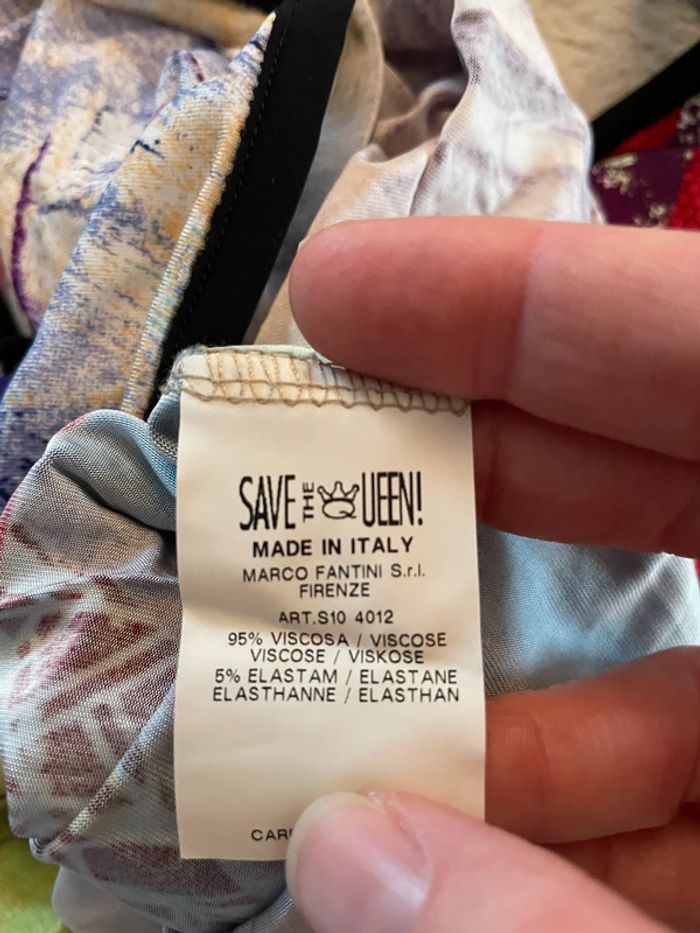 SAVE THE QUEEN!
MADE IN ITALY
MARCO FANTINI S.r.l.
FIRENZE
ART.S10 4012
95% VISCOSA / VISCOSE
VISCOSE / VISKOSE
5% ELASTAM / ELASTANE
ELASTHANNE / ELASTHAN